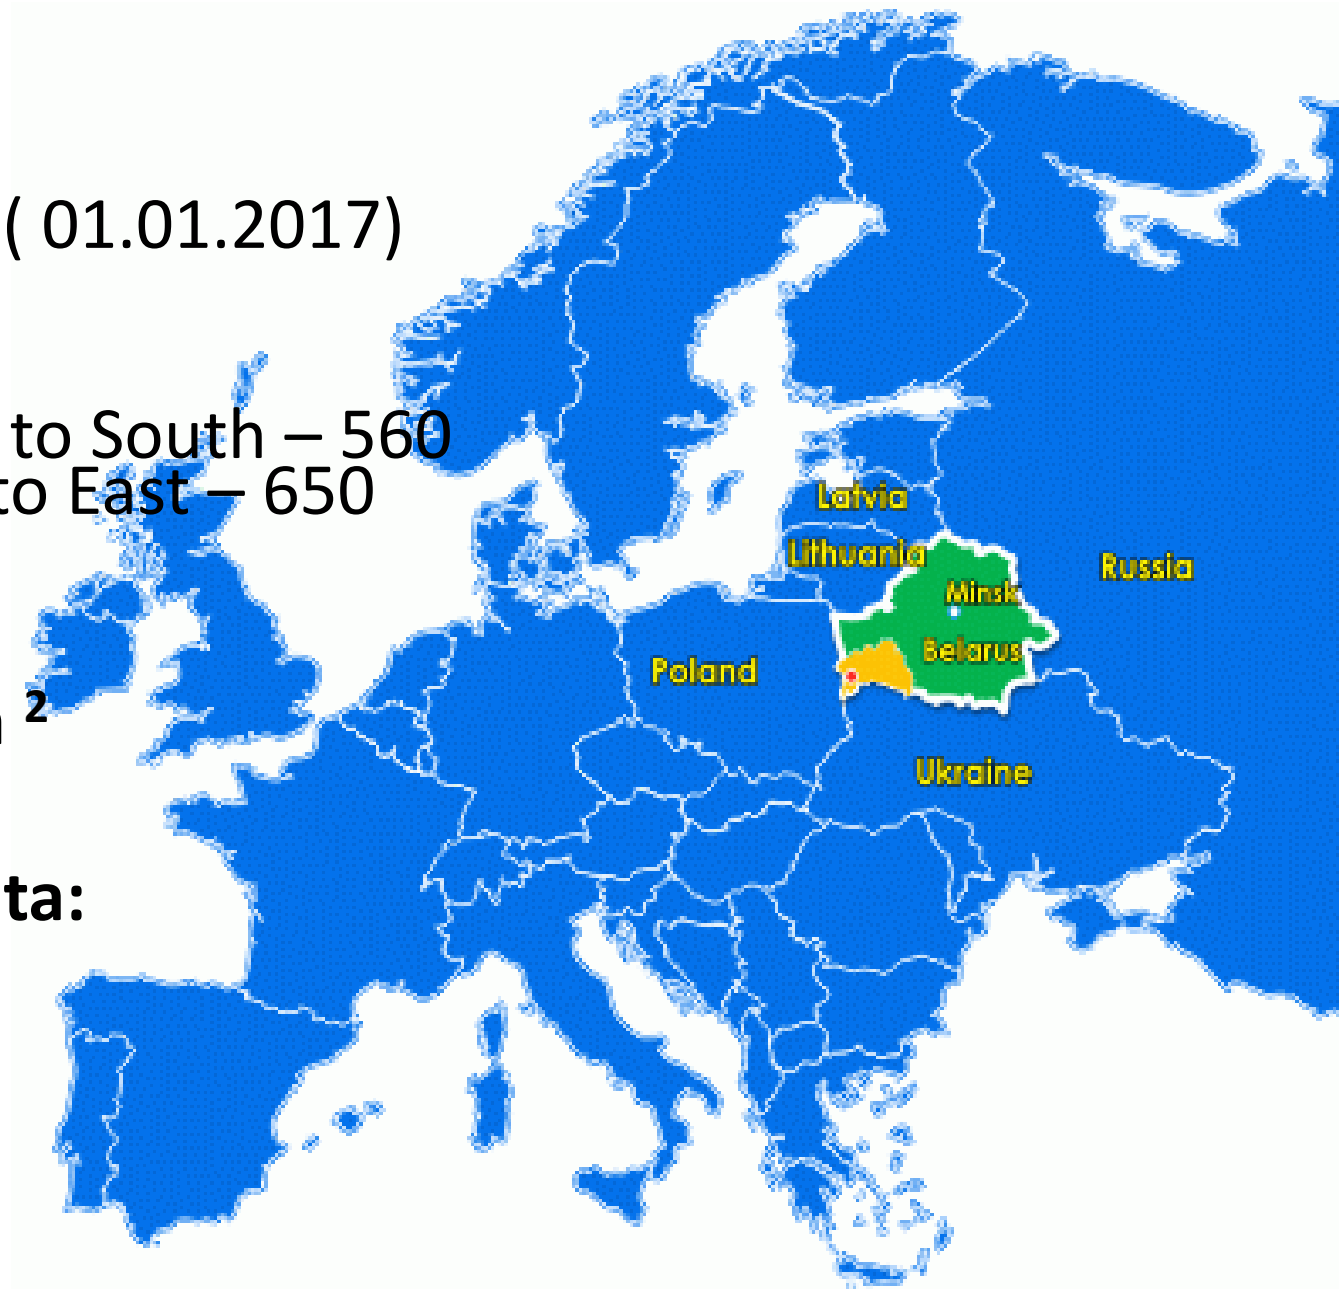 ( 01.01.2017)
to South – 560
to East – 650
Latvia
Lithuania
Russia
Minsk
Belarus
Poland
2
Ukraine
ta: